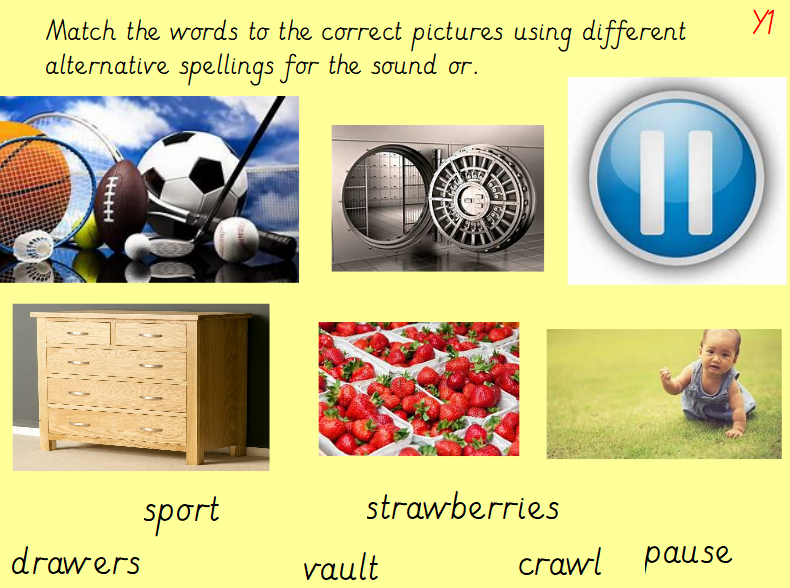 Match the words to the correct pictures using different
Y1
alternative spellings for the sound or.
sport
strawberries
drawers
vault
crawl
pause